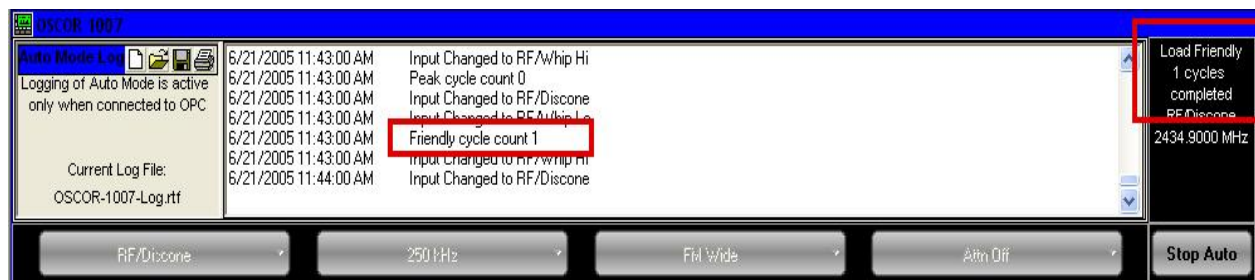 OSCOR 1007
Auto Mode Log
Logging of Auto Mode is active
only when connected to OPC
Current Log File:
OSCOR-1007-Log.rtf
6/21/2005 11:43:00 AM Input Changed to RF/Whip Hi
6/21/2005 11:43:00 AM Peak cycle count 0
6/21/2005 11:43:00 AM Input Changed to RF/Discone
6/21/2005 11:43:00 AM Input Changed to RF/Whip Lo
6/21/2005 11:43:00 AM Friendly cycle count 1
6/21/2005 11:43:00 AM Input Changed to RF/Whip Hi
6/21/2005 11:44:00 AM Input Changed to RF/Discone
Load Friendly
1 cycles
completed
RF/Discone
2434.9000 MHz
RF/Discone
250 kHz
FM Wide
Attn Off
Stop Auto